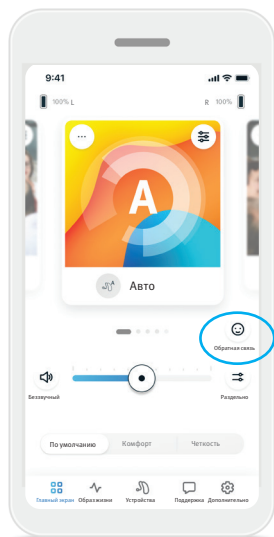 9:41
100% L
R 100%
A
Авто
Обратная связь
Беззвучный
Раздельно
По умолчанию Комфорт Четкость
Главный экран Образ жизни Устройства Поддержка Дополнительно